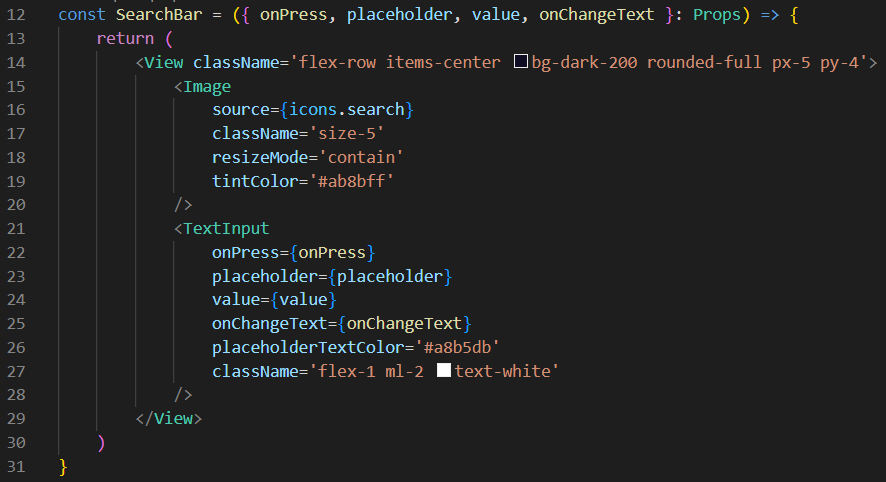 12 const SearchBar = ({ onPress, placeholder, value, onChangeText }: Props) => {
13     return (
14         <View className='flex-row items-center bg-dark-200 rounded-full px-5 py-4'>
15             <Image
16                 source={icons.search}
17                 className='size-5'
18                 resizeMode='contain'
19                 tintColor='#ab8bff'
20             />
21             <TextInput
22                 onPress={onPress}
23                 placeholder={placeholder}
24                 value={value}
25                 onChangeText={onChangeText}
26                 placeholderTextColor='#a8b5db'
27                 className='flex-1 ml-2 text-white'
28             />
29         </View>
30     )
31 }